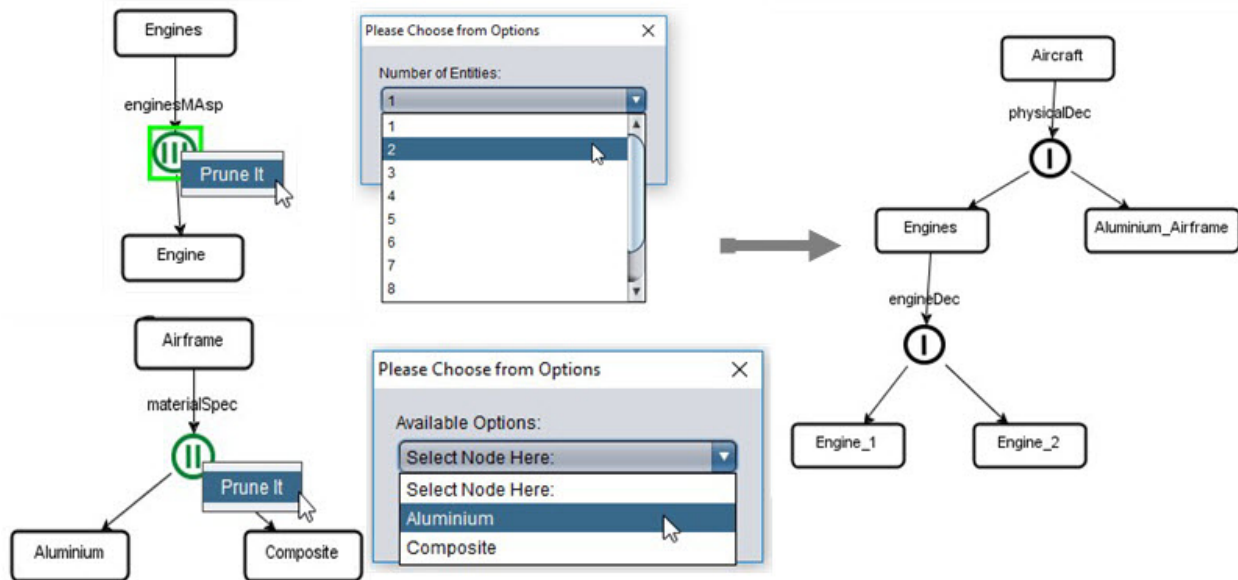 Engines
enginesMAsp
Prune It
Engine
Please Choose from Options
Number of Entities:
1
1
2
3
4
5
6
7
8
Airframe
materialSpec
Prune It
Aluminium
Composite
Please Choose from Options
Available Options:
Select Node Here:
Select Node Here:
Aluminium
Composite
Aircraft
physicalDec
Engines
Aluminium_Airframe
engineDec
Engine_1
Engine_2